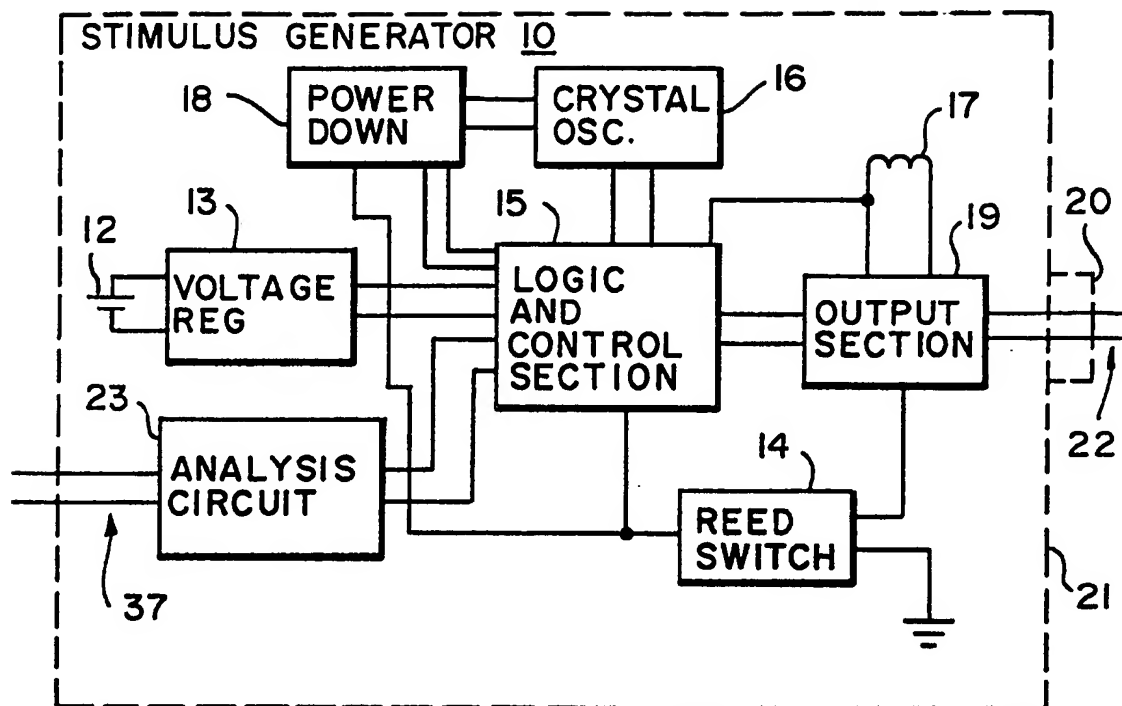 STIMULUS GENERATOR 10
18
POWER
DOWN
CRYSTAL
OSC.
16
17
12
13
VOLTAGE
REG
15
LOGIC
AND
CONTROL
SECTION
19
OUTPUT
SECTION
20
22
23
ANALYSIS
CIRCUIT
37
14
REED
SWITCH
21